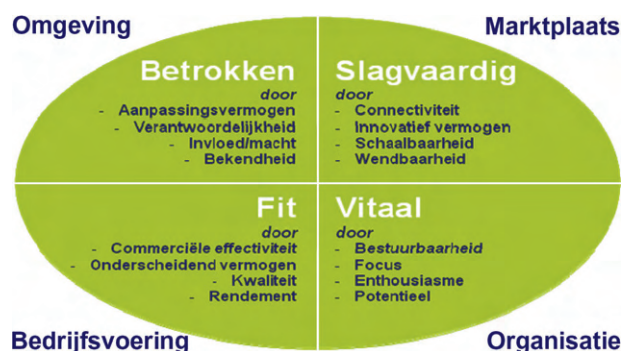 Omgeving
Marktplaats
Betrokken
door
- Aanpassingsvermogen
- Verantwoordelijkheid
- Invloed/macht
- Bekendheid
Slagvaardig
door
- Connectiviteit
- Innovatief vermogen
- Schaalbaarheid
- Wendbaarheid
Fit
door
- Commerciële effectiviteit
- Onderscheidend vermogen
- Kwaliteit
- Rendement
Vitaal
door
- Bestuurbaarheid
- Focus
- Enthousiasme
- Potentieel
Bedrijfsvoering
Organisatie